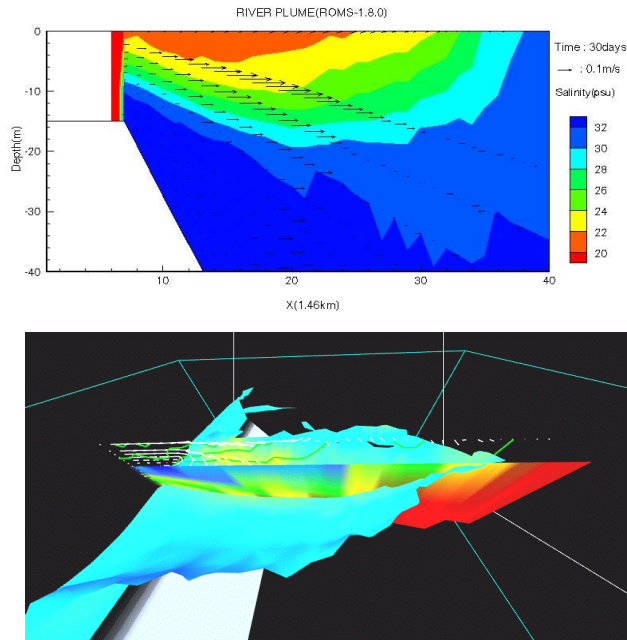 RIVER PLUME(ROMS-1.8.0)
0
-10
-20
-30
-40
Depth(m)
10
20
30
40
X(1.46km)
Time : 30days
: 0.1m/s
Salinity(psu)
32
30
28
26
24
22
20